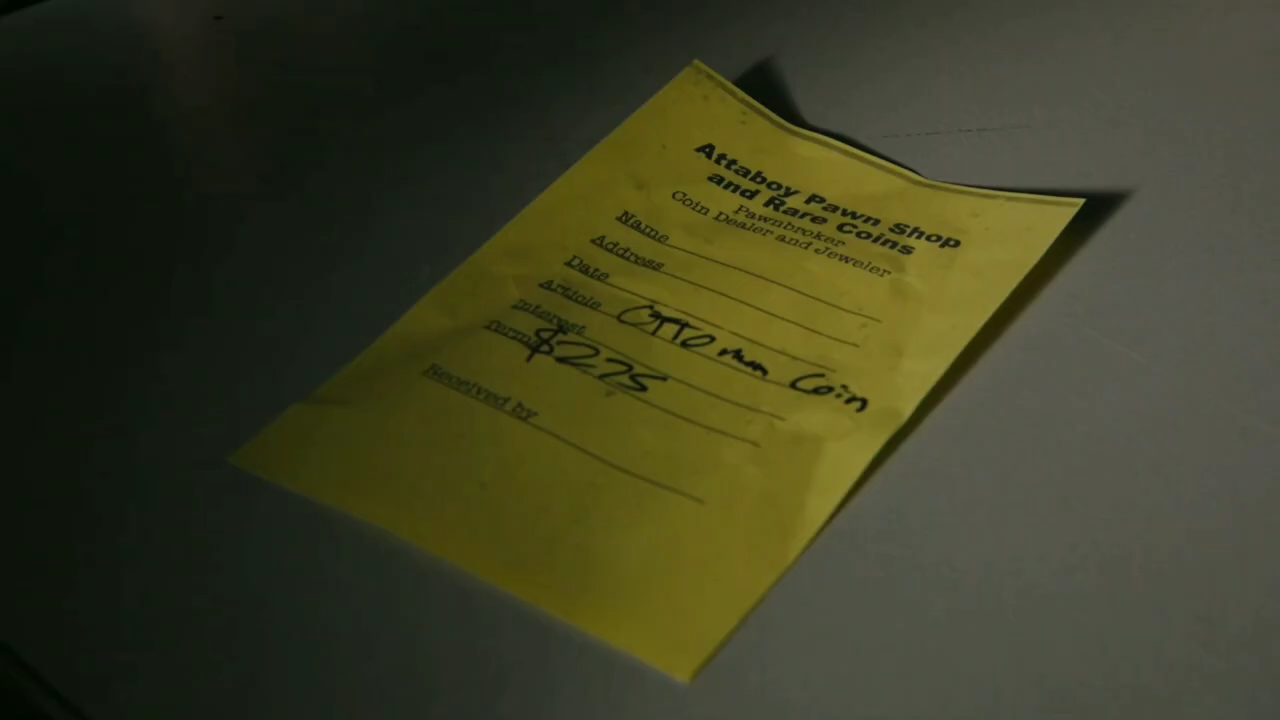 Attaboy Pawn Shop
and Rare Coins
Pawnbroker
Coin Dealer and Jeweler
Name
Address
Date
Article OTTOman Coin
Interest
Terms $275
Received by